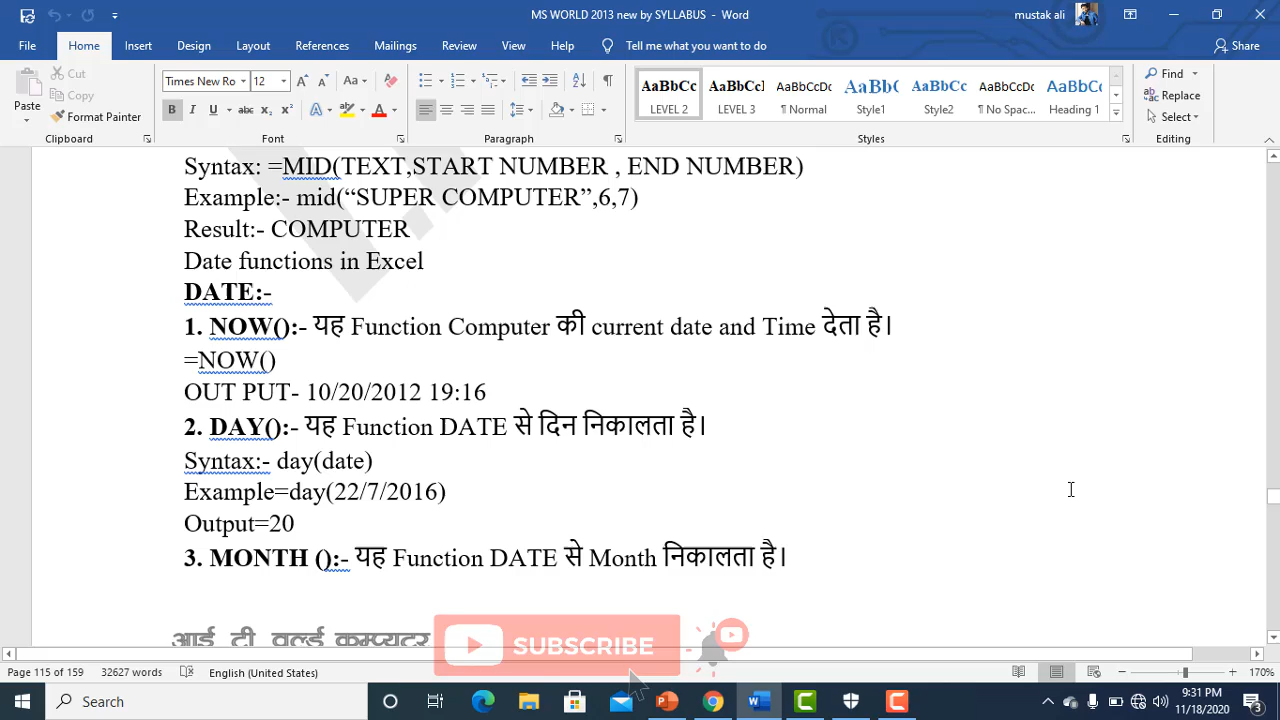 MS WORLD 2013 new by SYLLABUS - Word
mustak ali
File Home Insert Design Layout References Mailings Review View Help Tell me what you want to do Share
Cut
Copy
Paste
Format Painter
Times New Ro 12
AaBbCc AaBbCc AaBbCcDc AaBbC AaBbCc AaBbCcDc AaBbC
LEVEL 2 LEVEL 3 ¶ Normal Style1 Style2 ¶ No Spac... Heading 1
Find
Replace
Select
Clipboard Font Paragraph Styles Editing
Syntax: =MID(TEXT,START NUMBER , END NUMBER)
Example:- mid(“SUPER COMPUTER”,6,7)
Result:- COMPUTER
Date functions in Excel
DATE:-
1. NOW():- यह Function Computer की current date and Time देता है।
=NOW()
OUT PUT- 10/20/2012 19:16
2. DAY():- यह Function DATE से दिन निकालता है।
Syntax:- day(date)
Example=day(22/7/2016)
Output=20
3. MONTH ():- यह Function DATE से Month निकालता है।
आई टी वर्ल्ड कम्प्यूटर
SUBSCRIBE
Page 115 of 159 32627 words English (United States) 170%
Search
9:31 PM
11/18/2020
3